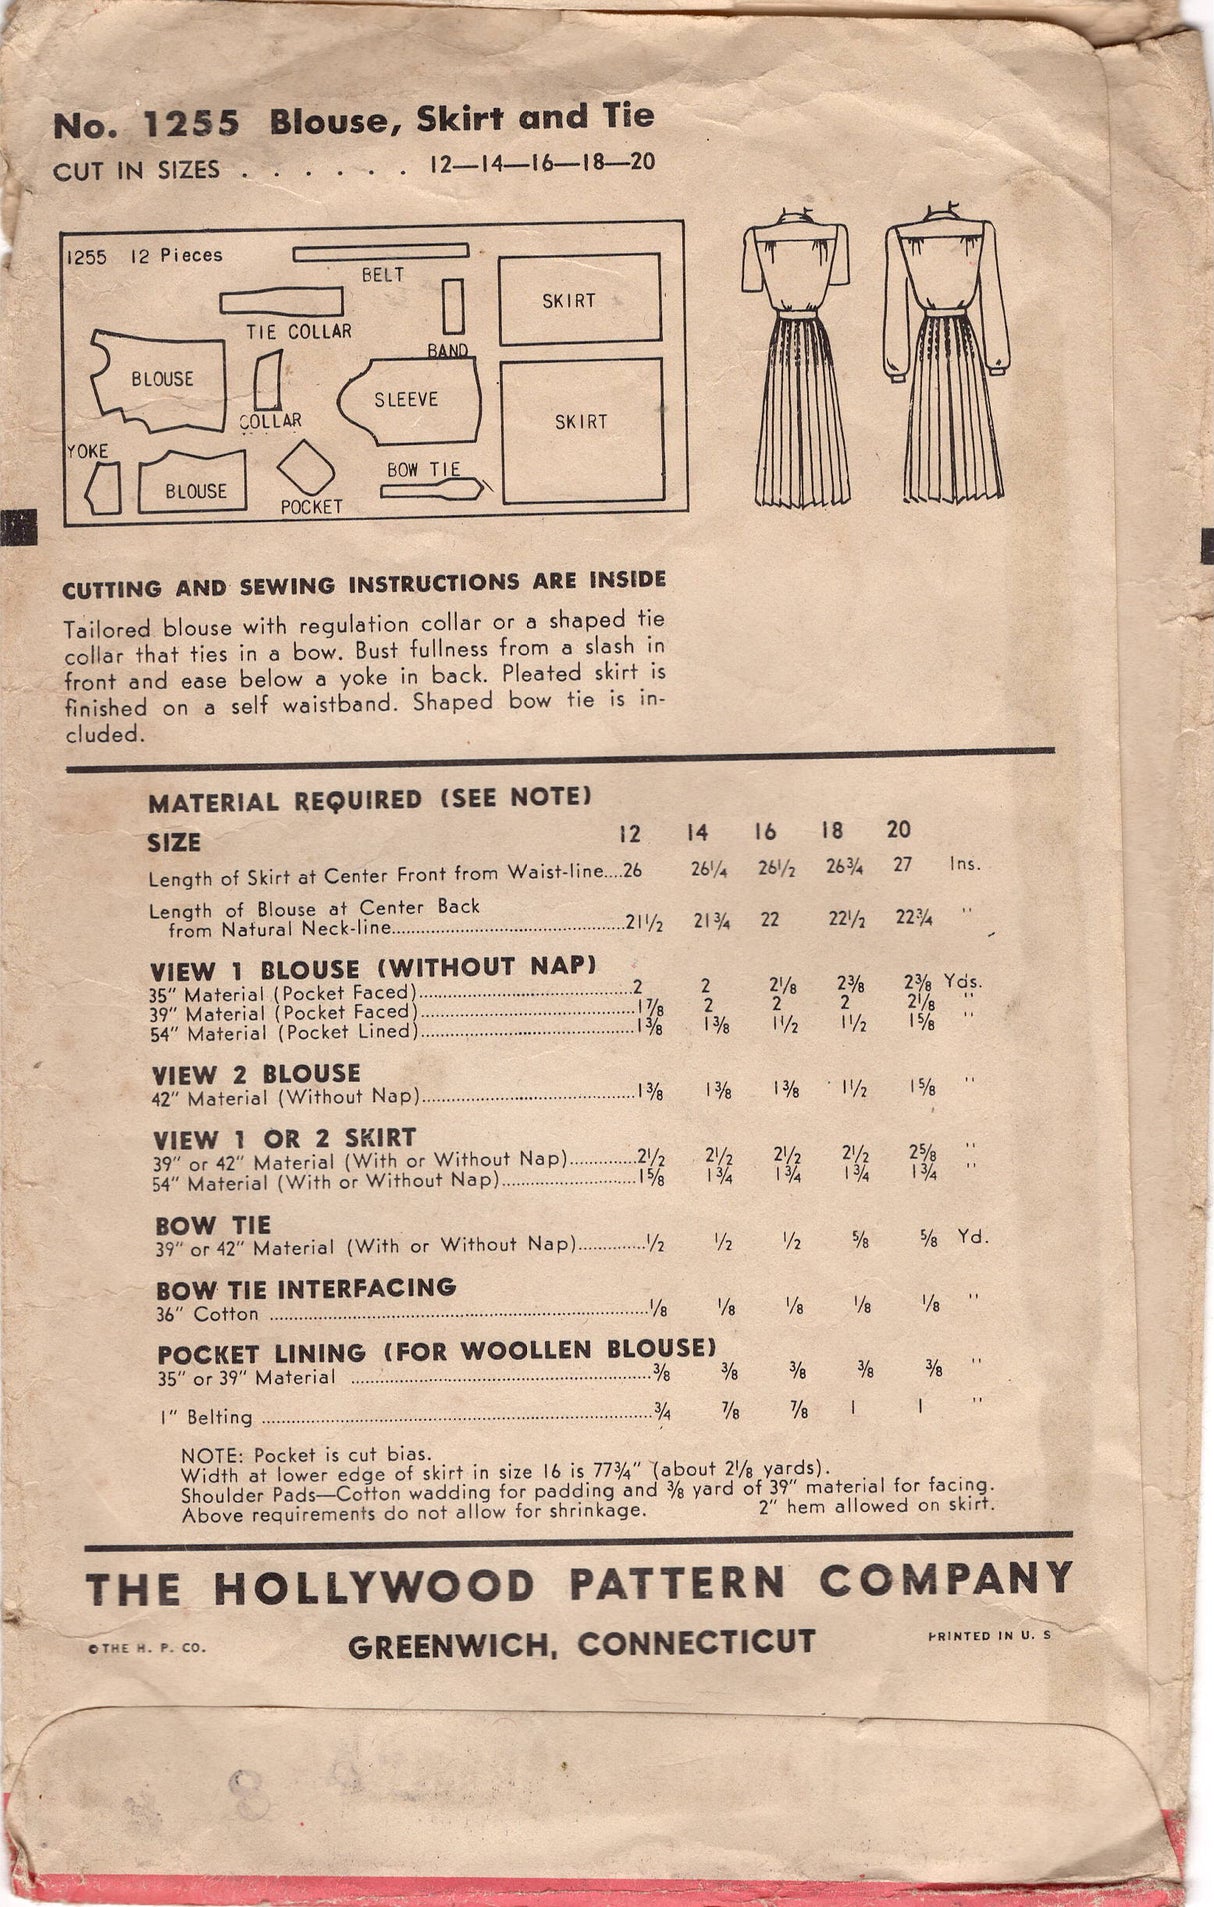 No. 1255 Blouse, Skirt and Tie
CUT IN SIZES . . . . . . 12—14—16—18—20
1255 12 Pieces
BELT
SKIRT
TIE COLLAR
BAND
BLOUSE
SLEEVE
COLLAR
SKIRT
YOKE
BOW TIE
BLOUSE
POCKET
CUTTING AND SEWING INSTRUCTIONS ARE INSIDE
Tailored blouse with regulation collar or a shaped tie
collar that ties in a bow. Bust fullness from a slash in
front and ease below a yoke in back. Pleated skirt is
finished on a self waistband. Shaped bow tie is in-
cluded.
MATERIAL REQUIRED (SEE NOTE)
SIZE 12 14 16 18 20
Length of Skirt at Center Front from Waist-line....26 26¼ 26½ 26¾ 27 Ins.
Length of Blouse at Center Back
from Natural Neck-line..........21½ 21¾ 22 22½ 22¾ "
VIEW 1 BLOUSE (WITHOUT NAP)
35" Material (Pocket Faced)..........2 2 2⅛ 2⅜ 2⅜ Yds.
39" Material (Pocket Faced)..........1⅞ 2 2 2 2⅛ "
54" Material (Pocket Lined)..........1⅜ 1⅜ 1½ 1½ 1⅝ "
VIEW 2 BLOUSE
42" Material (Without Nap)..........1⅜ 1⅜ 1⅜ 1½ 1⅝ "
VIEW 1 OR 2 SKIRT
39" or 42" Material (With or Without Nap)..........2½ 2½ 2½ 2½ 2⅝ "
54" Material (With or Without Nap)..........1⅝ 1¾ 1¾ 1¾ 1¾ "
BOW TIE
39" or 42" Material (With or Without Nap)..........½ ½ ½ ⅝ ⅝ Yd.
BOW TIE INTERFACING
36" Cotton ..........⅛ ⅛ ⅛ ⅛ ⅛ "
POCKET LINING (FOR WOOLLEN BLOUSE)
35" or 39" Material ..........⅜ ⅜ ⅜ ⅜ ⅜ "
1" Belting ..........¾ ⅞ ⅞ 1 1 "
NOTE: Pocket is cut bias.
Width at lower edge of skirt in size 16 is 77¾" (about 2⅛ yards).
Shoulder Pads—Cotton wadding for padding and ⅜ yard of 39" material for facing.
Above requirements do not allow for shrinkage. 2" hem allowed on skirt.
THE HOLLYWOOD PATTERN COMPANY
GREENWICH, CONNECTICUT
© THE H. P. CO.
PRINTED IN U. S